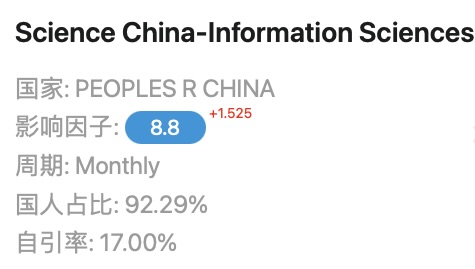 Science China-Information Sciences
国家: PEOPLES R CHINA
影响因子: 8.8 +1.525
周期: Monthly
国人占比: 92.29%
自引率: 17.00%